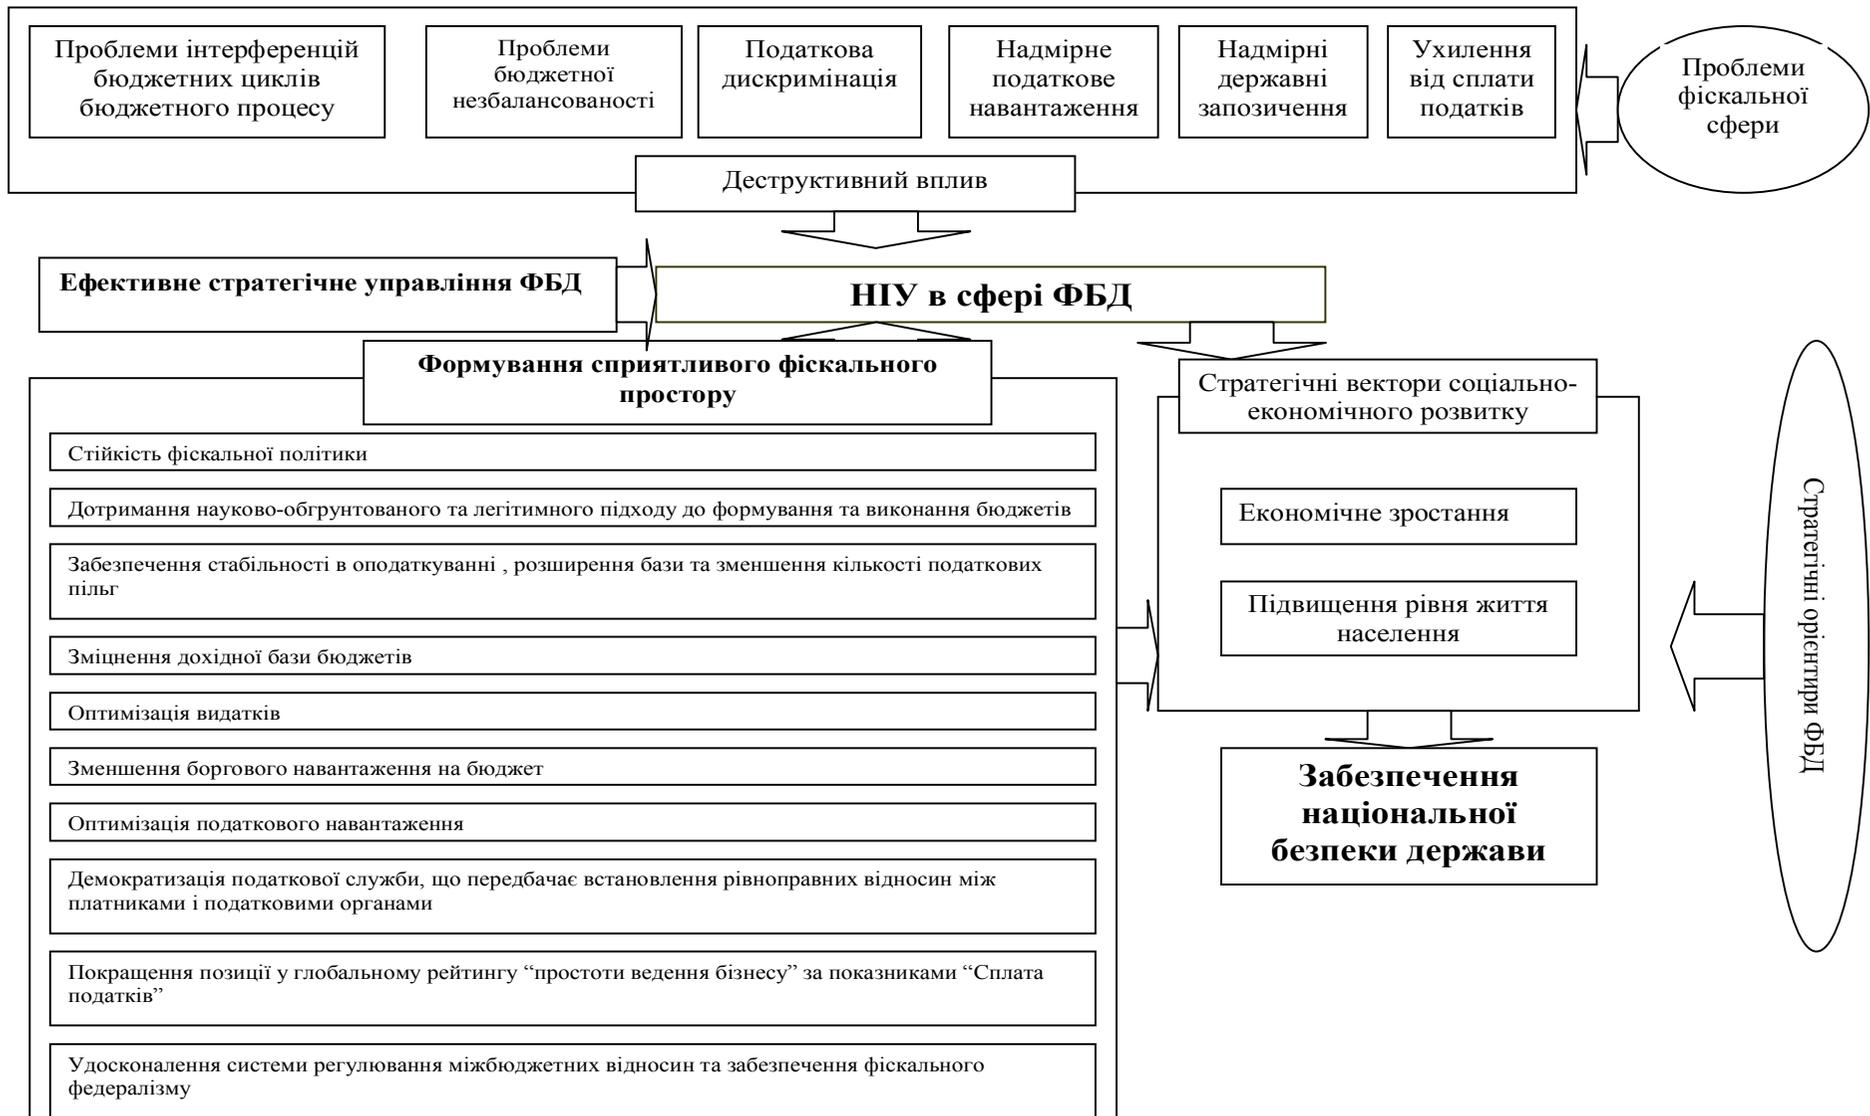 Проблеми інтерференцій
бюджетних циклів
бюджетного процесу
Проблеми
бюджетної
незбалансованості
Податкова
дискримінація
Надмірне
податкове
навантаження
Надмірні
державні
запозичення
Ухилення
від сплати
податків
Проблеми
фіскальної
сфери
Деструктивний вплив
Ефективне стратегічне управління ФБД
НІУ в сфері ФБД
Формування сприятливого фіскального
простору
Стійкість фіскальної політики
Дотримання науково-обгрунтованого та легітимного підходу до формування та виконання бюджетів
Забезпечення стабільності в оподаткуванні , розширення бази та зменшення кількості податкових
пільг
Зміцнення дохідної бази бюджетів
Оптимізація видатків
Зменшення боргового навантаження на бюджет
Оптимізація податкового навантаження
Демократизація податкової служби, що передбачає встановлення рівноправних відносин між
платниками і податковими органами
Покращення позиції у глобальному рейтингу “простоти ведення бізнесу” за показниками “Сплата
податків”
Удосконалення системи регулювання міжбюджетних відносин та забезпечення фіскального
федералізму
Стратегічні вектори соціально-
економічного розвитку
Економічне зростання
Підвищення рівня життя
населення
Забезпечення
національної
безпеки держави
Стратегічні орієнтири ФБД